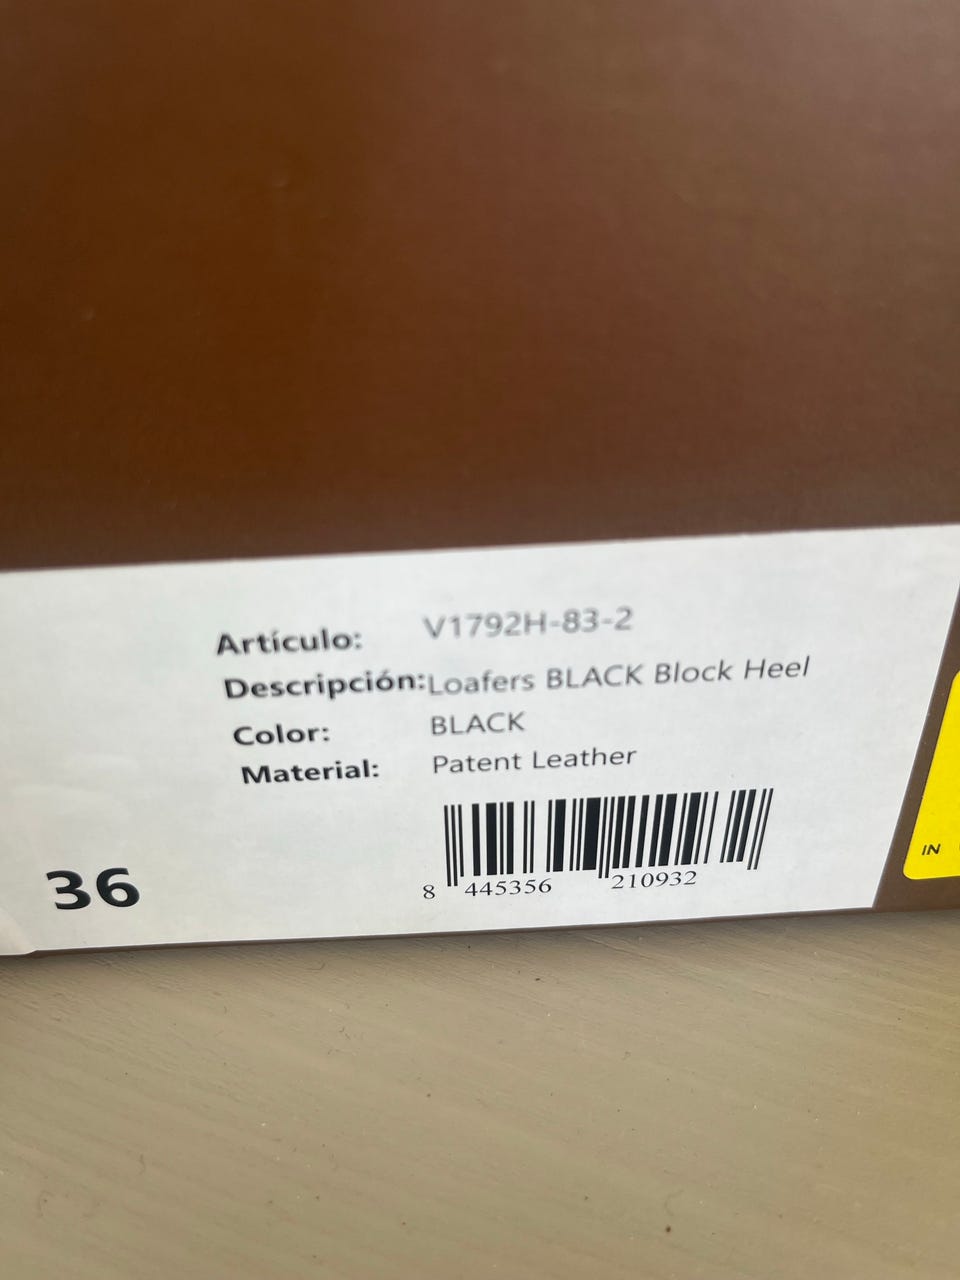 Artículo: V1792H-83-2
Descripción: Loafers BLACK Block Heel
Color: BLACK
Material: Patent Leather
36
8 445356 210932
IN